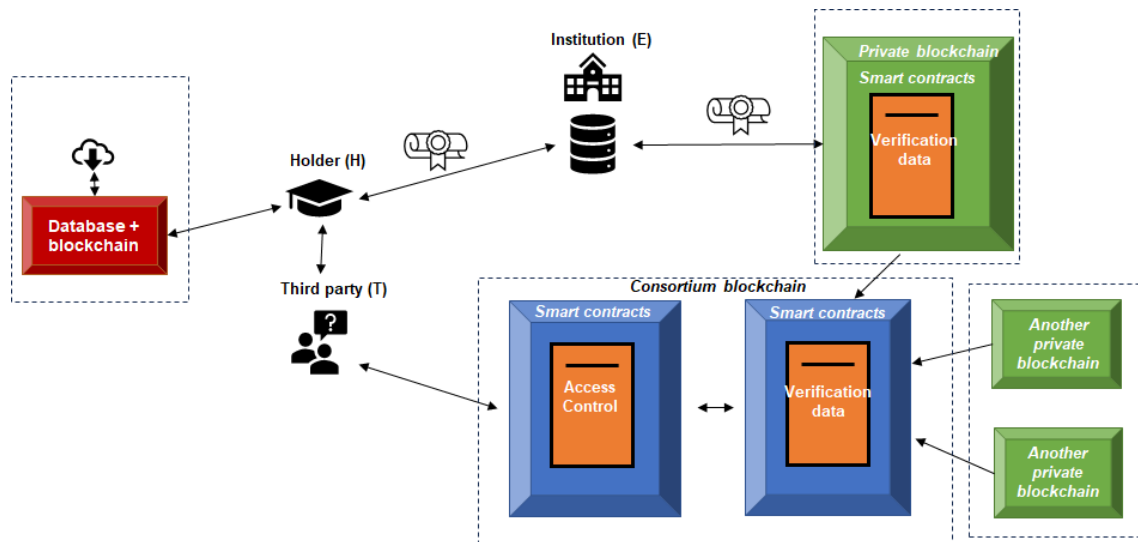 Institution (E)
Private blockchain
Smart contracts
Verification
data
Holder (H)
Database +
blockchain
Third party (T)
?
Consortium blockchain
Smart contracts
Access
Control
Smart contracts
Verification
data
Another
private
blockchain
Another
private
blockchain